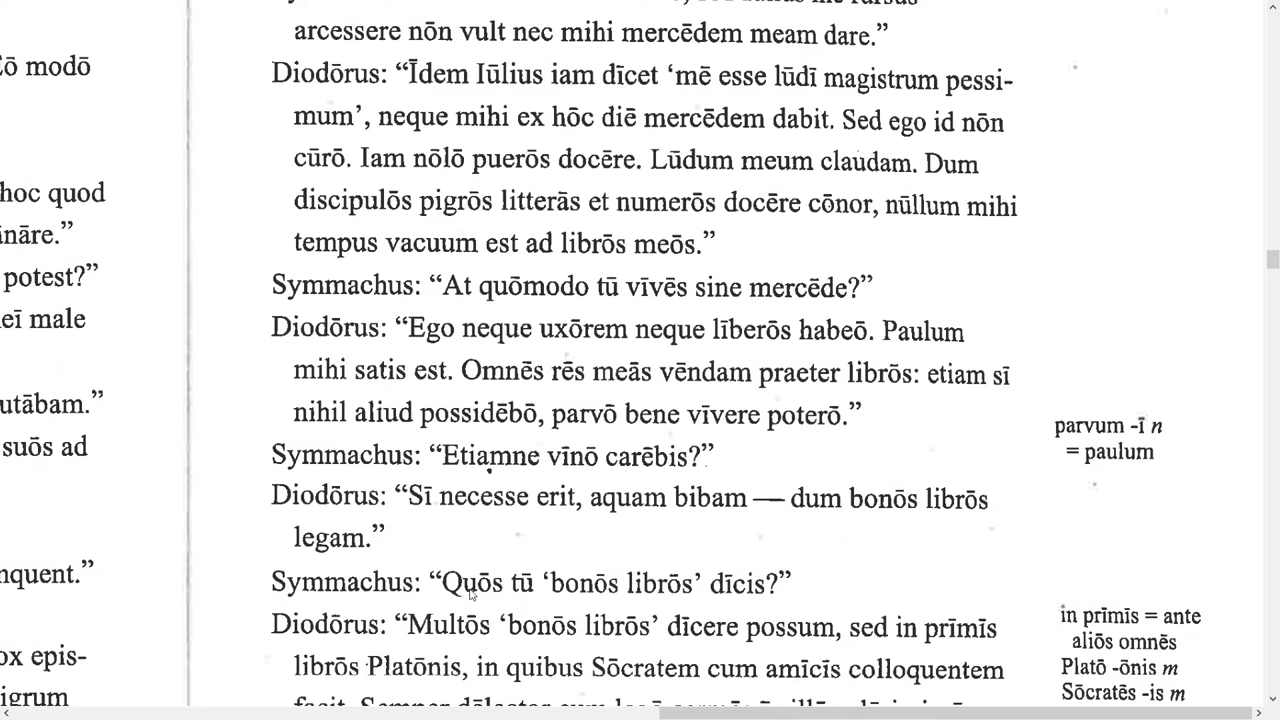 Eō modō
hoc quod
ināre.”
potest?”
eī male
utābam.”
suōs ad
nquent.”
ox epis-
igrum
arcessere nōn vult nec mihi mercēdem meam dare.”
Diodōrus: “Īdem Iūlius iam dīcet ‘mē esse lūdī magistrum pessi-
mum’, neque mihi ex hōc diē mercēdem dabit. Sed ego id nōn
cūrō. Iam nōlō puerōs docēre. Lūdum meum claudam. Dum
discipulōs pigrōs litterās et numerōs docēre cōnor, nūllum mihi
tempus vacuum est ad librōs meōs.”
Symmachus: “At quōmodo tū vīvēs sine mercēde?”
Diodōrus: “Ego neque uxōrem neque līberōs habeō. Paulum
mihi satis est. Omnēs rēs meās vēndam praeter librōs: etiam sī
nihil aliud possidēbō, parvō bene vīvere poterō.”
Symmachus: “Etiamne vīnō carēbis?”
Diodōrus: “Sī necesse erit, aquam bibam — dum bonōs librōs
legam.”
Symmachus: “Quōs tū ‘bonōs librōs’ dīcis?”
Diodōrus: “Multōs ‘bonōs librōs’ dīcere possum, sed in prīmīs
librōs Platōnis, in quibus Sōcratem cum amīcīs colloquentem
parvum -ī n
= paulum
in prīmīs = ante
aliōs omnēs
Platō -ōnis m
Sōcratēs -is m